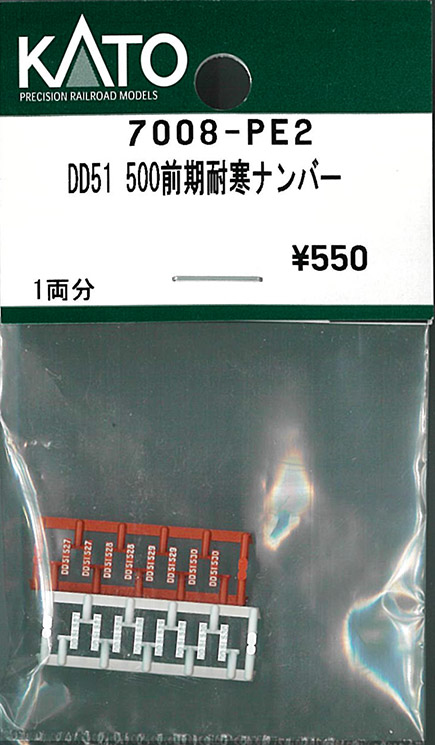 KATO
PRECISION RAILROAD MODELS
7008-PE2
DD51 500前期耐寒ナンバー
¥550
1両分
DD51527
DD51527
DD51528
DD51528
DD51529
DD51529
DD51530
DD51530